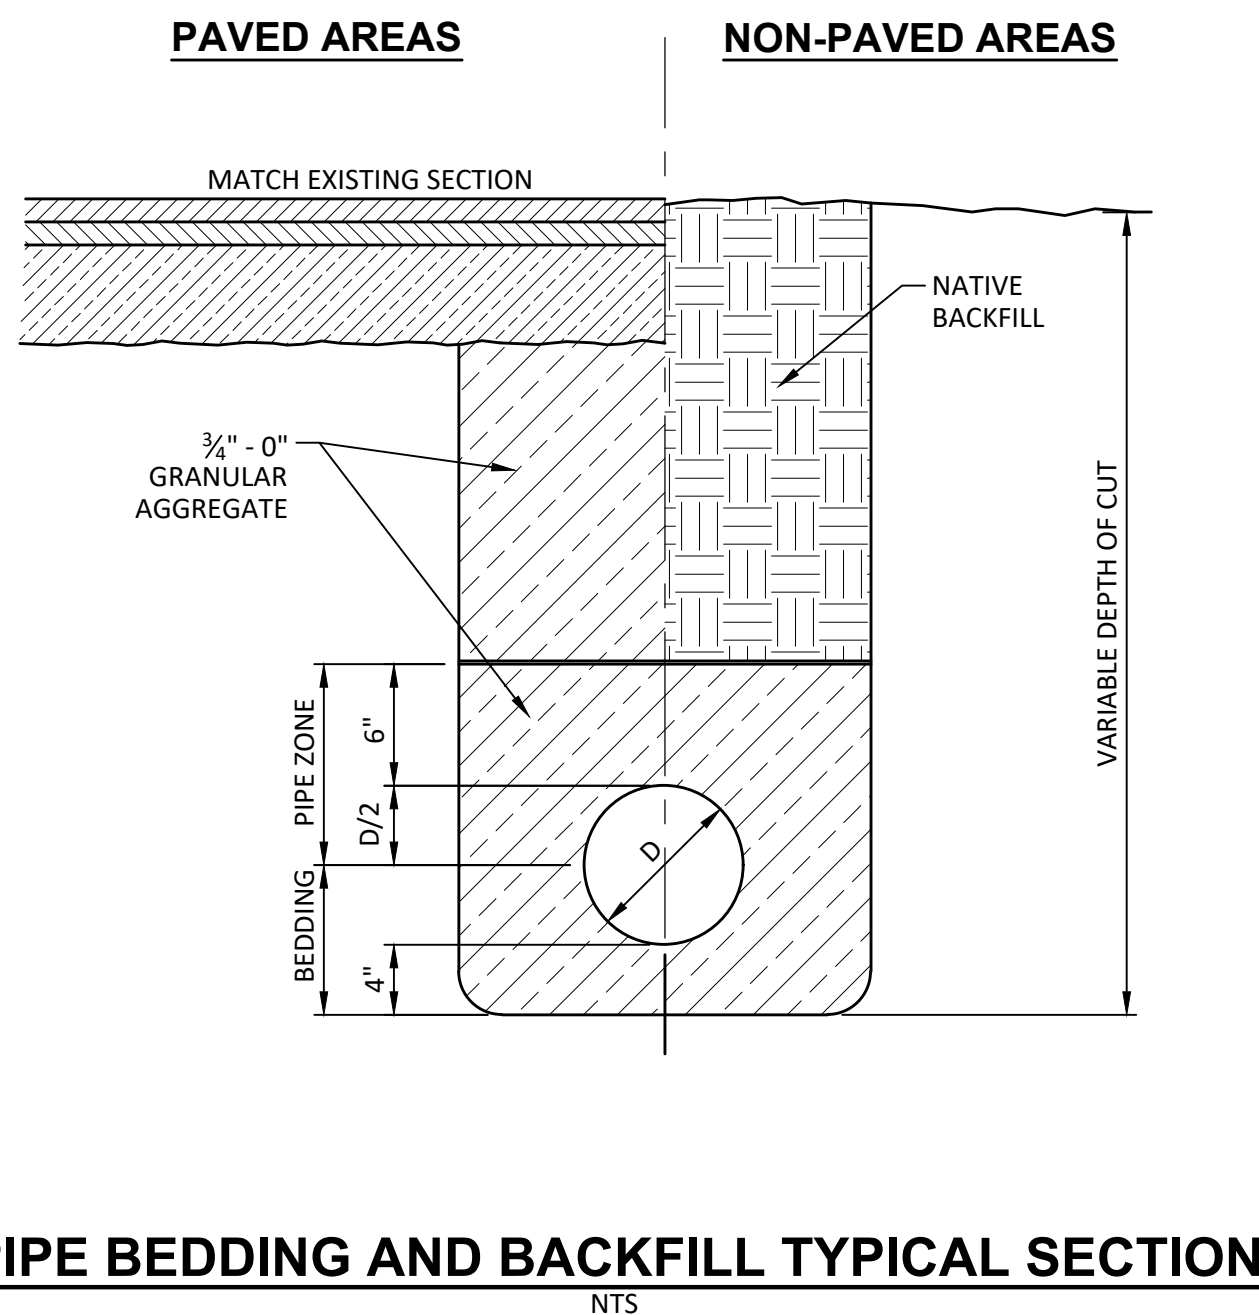 PAVED AREAS
NON-PAVED AREAS
MATCH EXISTING SECTION
NATIVE
BACKFILL
¾" - 0"
GRANULAR
AGGREGATE
VARIABLE DEPTH OF CUT
PIPE ZONE
6"
D/2
D
BEDDING
4"
PIPE BEDDING AND BACKFILL TYPICAL SECTION
NTS